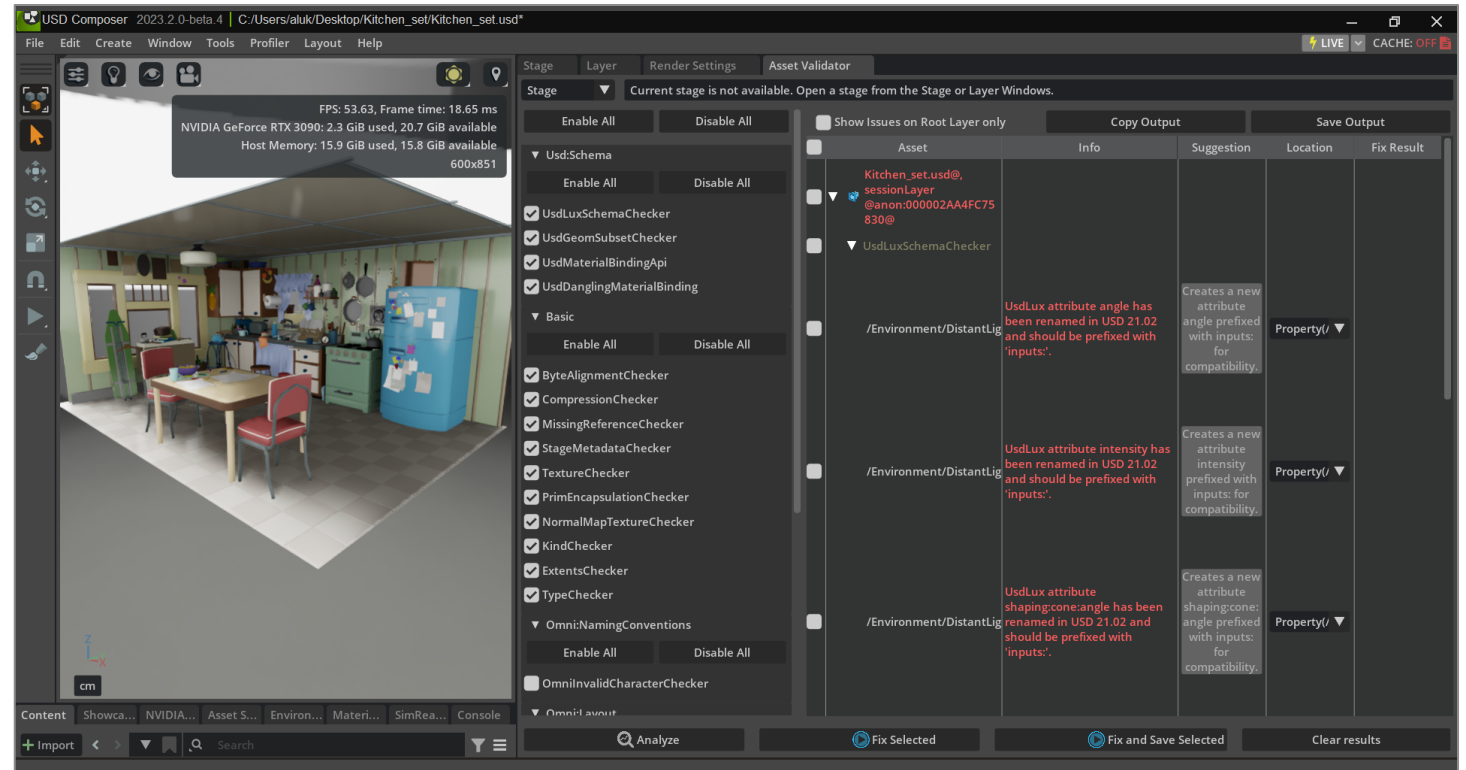 USD Composer 2023.2.0-beta.4 | C:/Users/aluk/Desktop/Kitchen_set/Kitchen_set.usd*
File Edit Create Window Tools Profiler Layout Help
LIVE CACHE: OFF
FPS: 53.63, Frame time: 18.65 ms
NVIDIA GeForce RTX 3090: 2.3 GiB used, 20.7 GiB available
Host Memory: 15.9 GiB used, 15.8 GiB available
600x851
Z
X
cm
Content Showca... NVIDIA... Asset S... Environ... Materi... SimRea... Console
Import Search
Stage Layer Render Settings Asset Validator
Stage Current stage is not available. Open a stage from the Stage or Layer Windows.
Enable All Disable All
Usd:Schema
Enable All Disable All
UsdLuxSchemaChecker
UsdGeomSubsetChecker
UsdMaterialBindingApi
UsdDanglingMaterialBinding
Basic
Enable All Disable All
ByteAlignmentChecker
CompressionChecker
MissingReferenceChecker
StageMetadataChecker
TextureChecker
PrimEncapsulationChecker
NormalMapTextureChecker
KindChecker
ExtentsChecker
TypeChecker
Omni:NamingConventions
Enable All Disable All
OmniInvalidCharacterChecker
Omni:Layout
Show Issues on Root Layer only Copy Output Save Output
Asset Info Suggestion Location Fix Result
Kitchen_set.usd@,
sessionLayer
@anon:000002AA4FC75
830@
UsdLuxSchemaChecker
/Environment/DistantLig
UsdLux attribute angle has
been renamed in USD 21.02
and should be prefixed with
'inputs:'.
Creates a new
attribute
angle prefixed
with inputs:
for
compatibility.
Property(/
/Environment/DistantLig
UsdLux attribute intensity has
been renamed in USD 21.02
and should be prefixed with
'inputs:'.
Creates a new
attribute
intensity
prefixed with
inputs: for
compatibility.
Property(/
/Environment/DistantLig
UsdLux attribute
shaping:cone:angle has been
renamed in USD 21.02 and
should be prefixed with
'inputs:'.
Creates a new
attribute
shaping:cone:
angle prefixed
with inputs:
for
compatibility.
Property(/
Analyze Fix Selected Fix and Save Selected Clear results